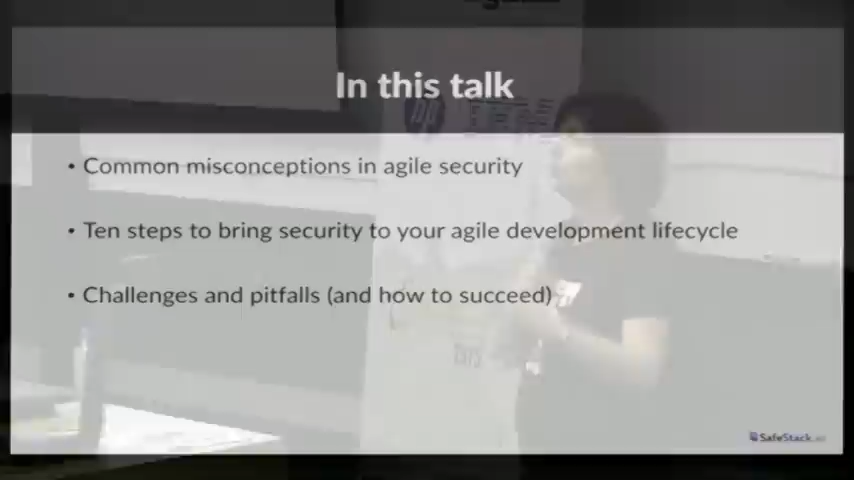 In this talk
• Common misconceptions in agile security
• Ten steps to bring security to your agile development lifecycle
• Challenges and pitfalls (and how to succeed)
SafeStack